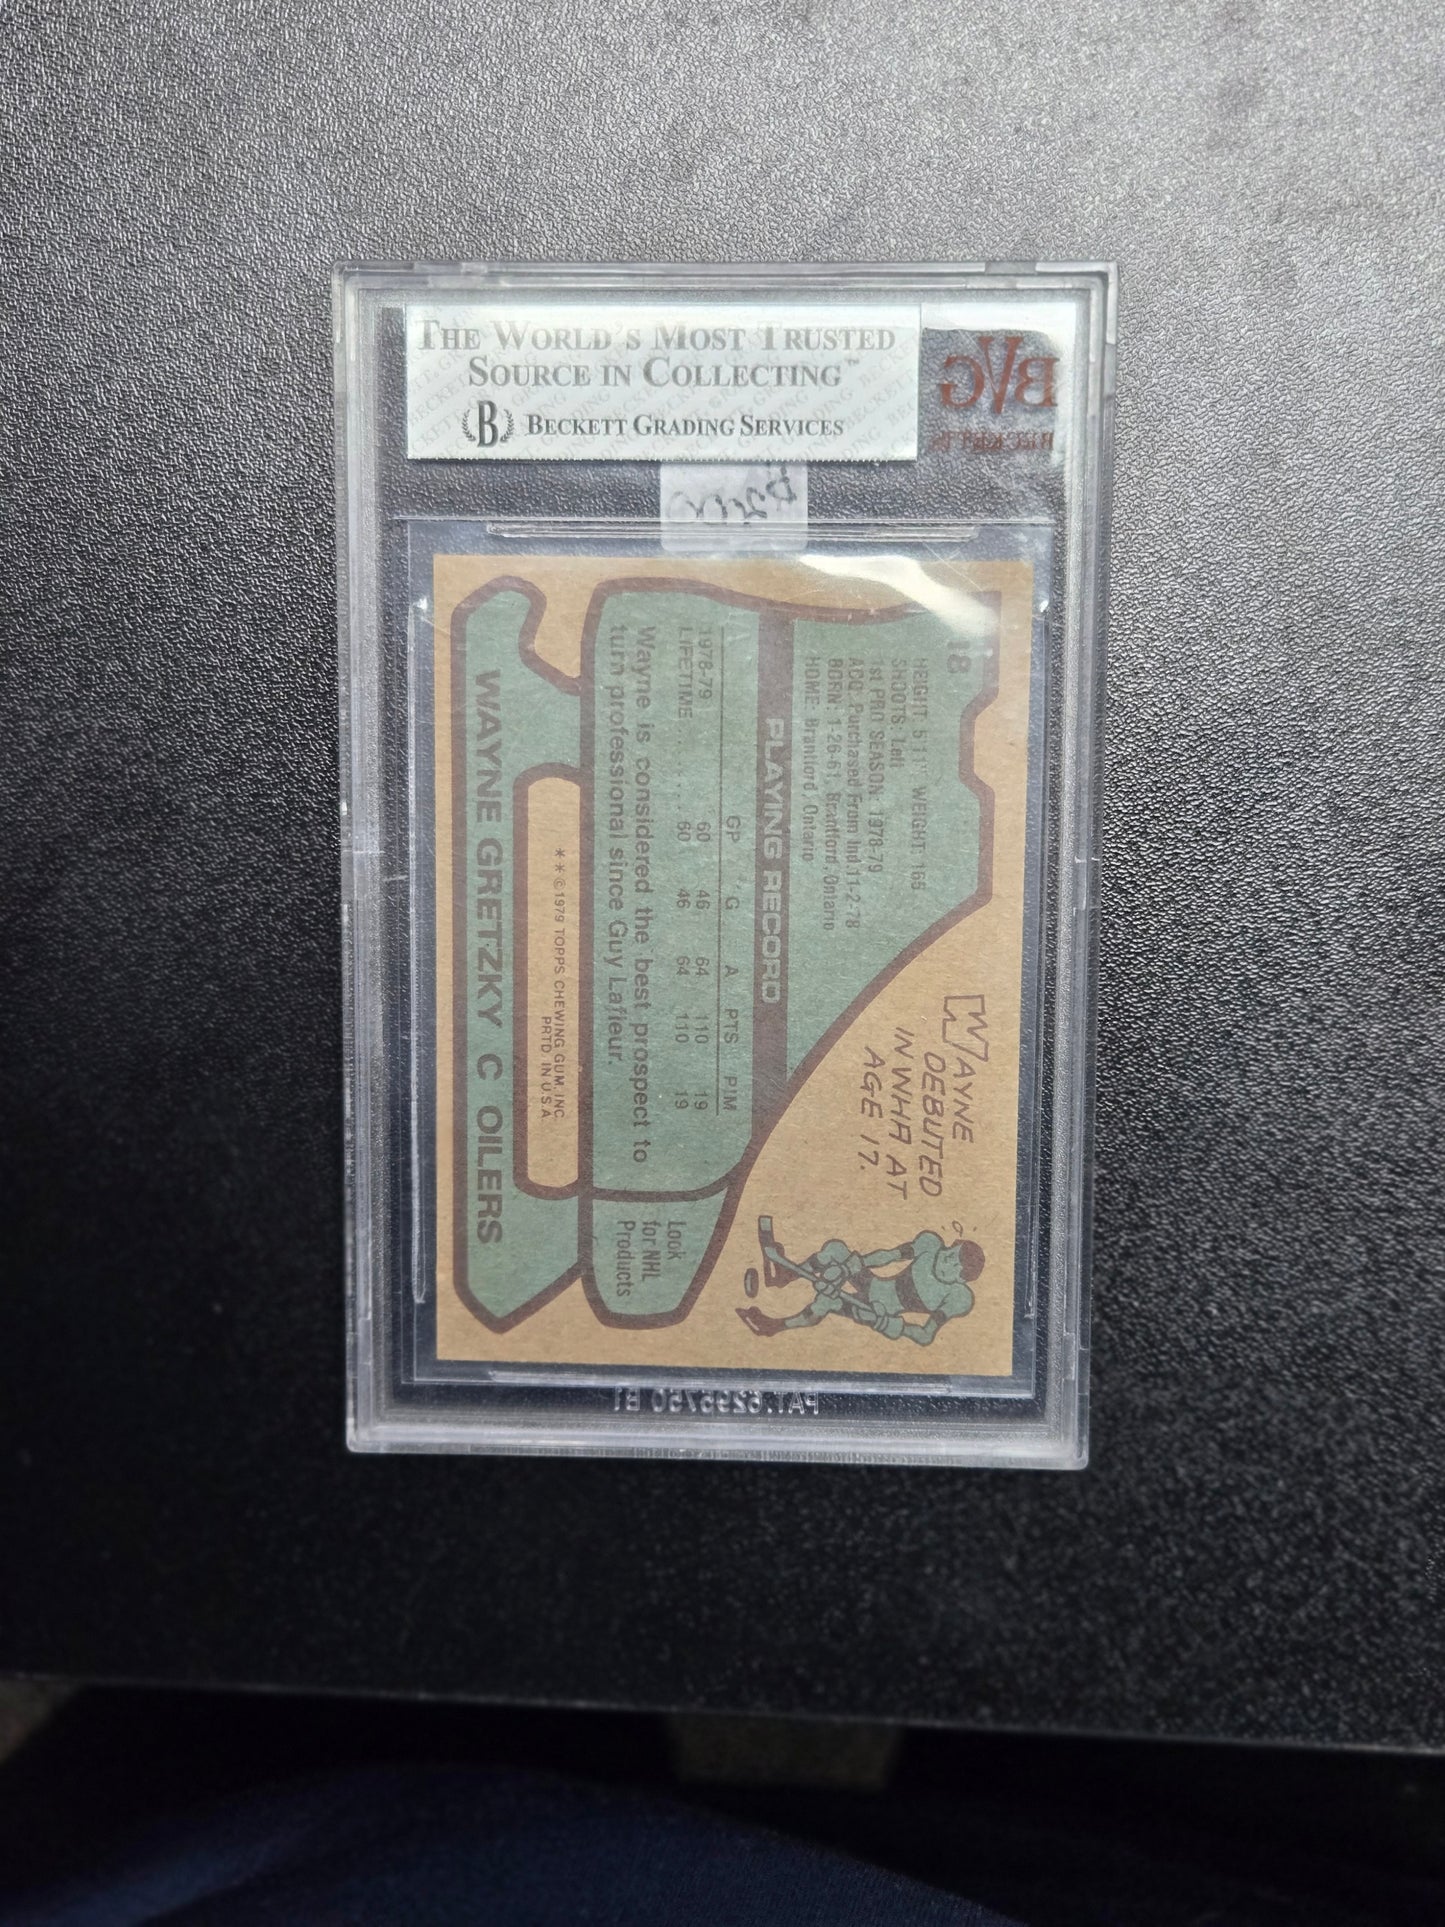 THE WORLD'S MOST TRUSTED
SOURCE IN COLLECTING™
B BECKETT GRADING SERVICES
BVG
18
HEIGHT: 5'11" WEIGHT: 165
SHOOTS: Left
1st PRO SEASON: 1978-79
ACQ: Purchased From Ind. 11-2-78
BORN: 1-26-61, Brantford, Ontario
HOME: Brantford, Ontario
PLAYING RECORD
GP G A PTS PIM
1978-79 60 46 64 110 19
LIFETIME 60 46 64 110 19
Wayne is considered the best prospect to
turn professional since Guy Lafleur.
WAYNE
DEBUTED
IN WHA AT
AGE 17.
Look
for NHL
Products
**©1979 TOPPS CHEWING GUM, INC.
PRTD IN U S A
WAYNE GRETZKY C OILERS
PAT.6295750 B1